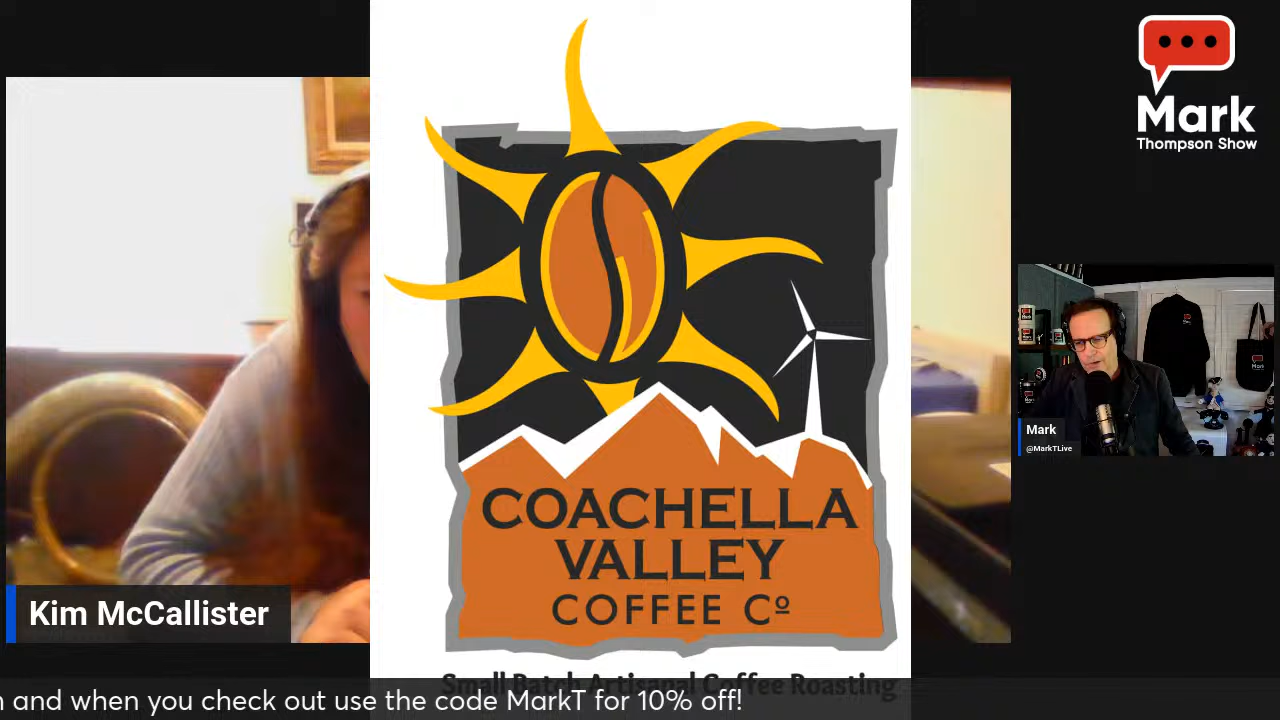 Mark
Thompson Show
COACHELLA
VALLEY
COFFEE Cº
Mark
@MarkTLive
Kim McCallister
Small Batch Artisanal Coffee Roasting
and when you check out use the code MarkT for 10% off!